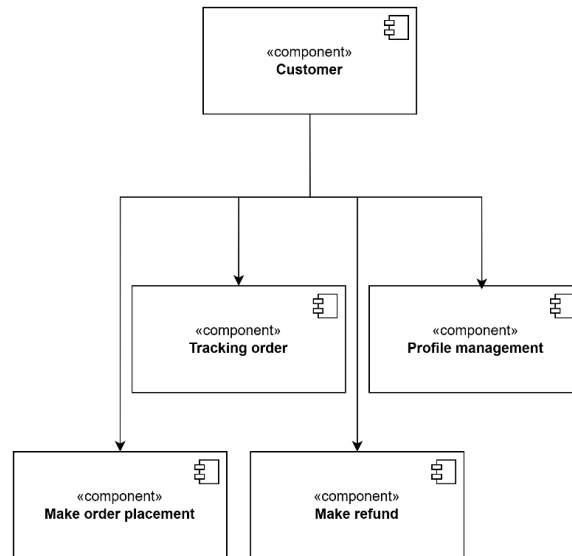 «component»
Customer
«component»
Tracking order
«component»
Profile management
«component»
Make order placement
«component»
Make refund